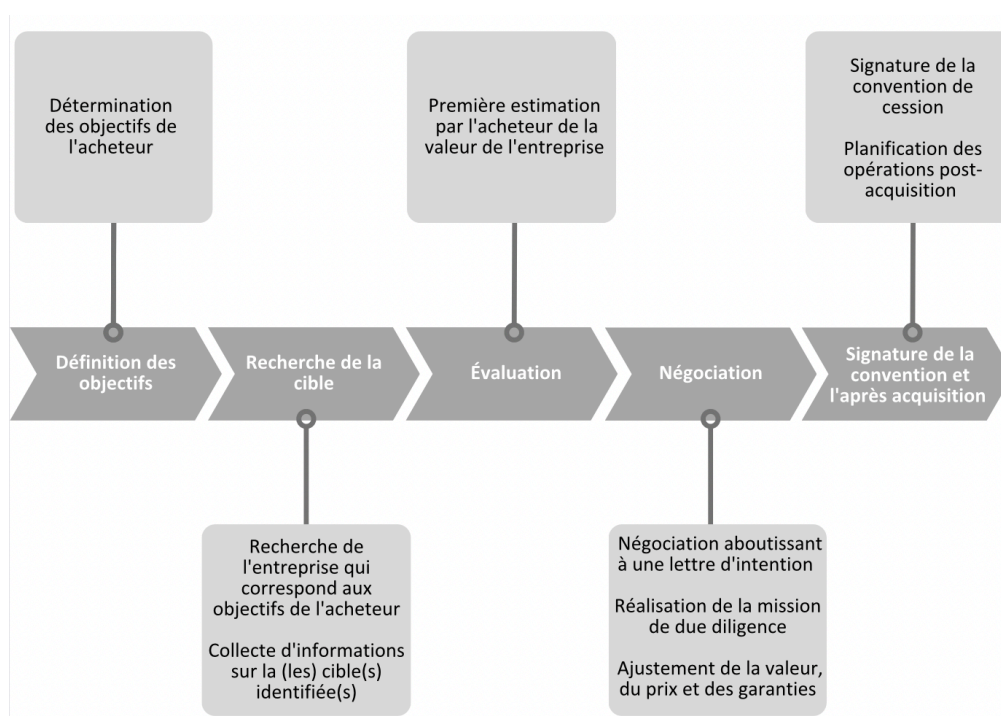 Détermination
des objectifs de
l'acheteur
Première estimation
par l'acheteur de la
valeur de l'entreprise
Signature de la
convention de
cession
Planification des
opérations post-
acquisition
Définition des
objectifs
Recherche de la
cible
Évaluation
Négociation
Signature de la
convention et
l'après acquisition
Recherche de
l'entreprise qui
correspond aux
objectifs de l'acheteur
Collecte d'informations
sur la (les) cible(s)
identifiée(s)
Négociation aboutissant
à une lettre d'intention
Réalisation de la mission
de due diligence
Ajustement de la valeur,
du prix et des garanties